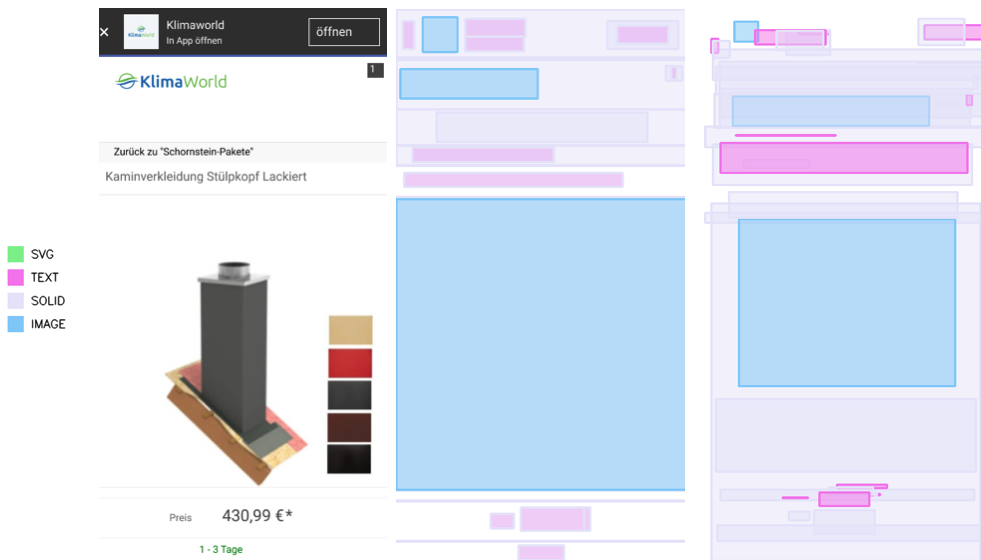 × KlimaWorld Klimaworld öffnen
In App öffnen
KlimaWorld 1
Zurück zu "Schornstein-Pakete"
Kaminverkleidung Stülpkopf Lackiert
SVG
TEXT
SOLID
IMAGE
Preis 430,99 €*
1 - 3 Tage